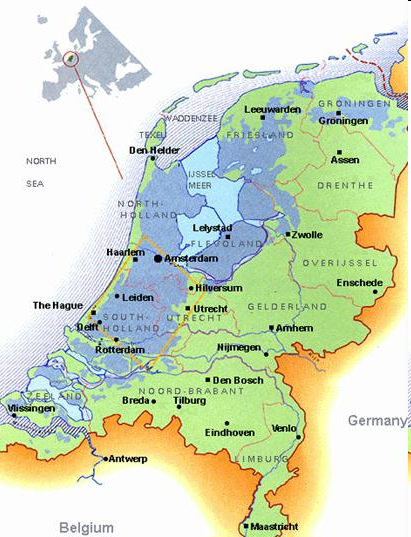 Leeuwarden
GRONINGEN
Groningen
WADDENZEE
TEXEL
FRIESLAND
Den Helder
Assen
NORTH
SEA
IJSSEL
MEER
DRENTHE
NORTH-
HOLLAND
Lelystad
FLEVOLAND
Zwolle
Haarlem
Amsterdam
OVERIJSSEL
Enschede
Hilversum
Leiden
The Hague
Utrecht
GELDERLAND
SOUTH-
HOLLAND
UTRECHT
Delft
Arnhem
Rotterdam
Nijmegen
Den Bosch
NOORD-BRABANT
ZEELAND
Breda
Tilburg
Vlissingen
Eindhoven
Venlo
Germany
Antwerp
LIMBURG
Belgium
Maastricht